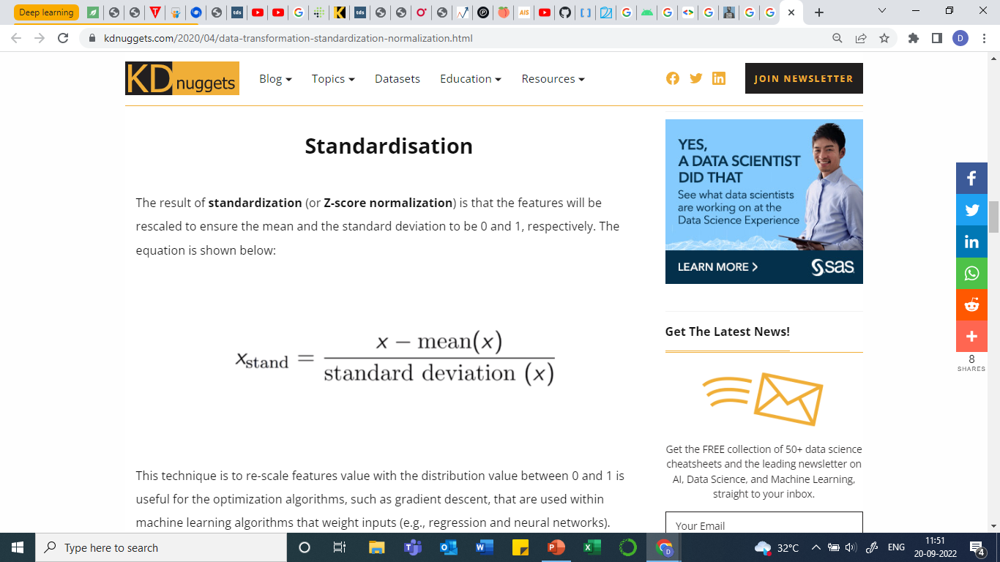 Deep learning
tds
tds
AIS
kdnuggets.com/2020/04/data-transformation-standardization-normalization.html
D
KD nuggets
Blog
Topics
Datasets
Education
Resources
JOIN NEWSLETTER
Standardisation
The result of standardization (or Z-score normalization) is that the features will be
rescaled to ensure the mean and the standard deviation to be 0 and 1, respectively. The
equation is shown below:
x_stand = (x − mean(x)) / (standard deviation (x))
This technique is to re-scale features value with the distribution value between 0 and 1 is
useful for the optimization algorithms, such as gradient descent, that are used within
machine learning algorithms that weight inputs (e.g., regression and neural networks).
YES,
A DATA SCIENTIST
DID THAT
See what data scientists
are working on at the
Data Science Experience
LEARN MORE >
sas
Get The Latest News!
Get the FREE collection of 50+ data science
cheatsheets and the leading newsletter on
AI, Data Science, and Machine Learning,
straight to your inbox.
Your Email
8
SHARES
Type here to search
32°C
ENG
11:51
20-09-2022
4